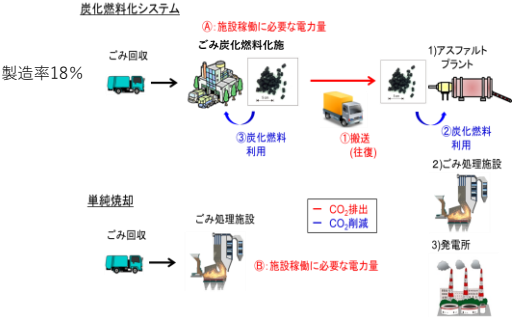 炭化燃料化システム
Ⓐ：施設稼働に必要な電力量
ごみ回収
ごみ炭化燃料化施
1)アスファルト
プラント
製造率18%
③炭化燃料
利用
①搬送
(往復)
②炭化燃料
利用
2)ごみ処理施設
単純焼却
ごみ処理施設
ー CO₂排出
ー CO₂削減
ごみ回収
3)発電所
Ⓑ：施設稼働に必要な電力量